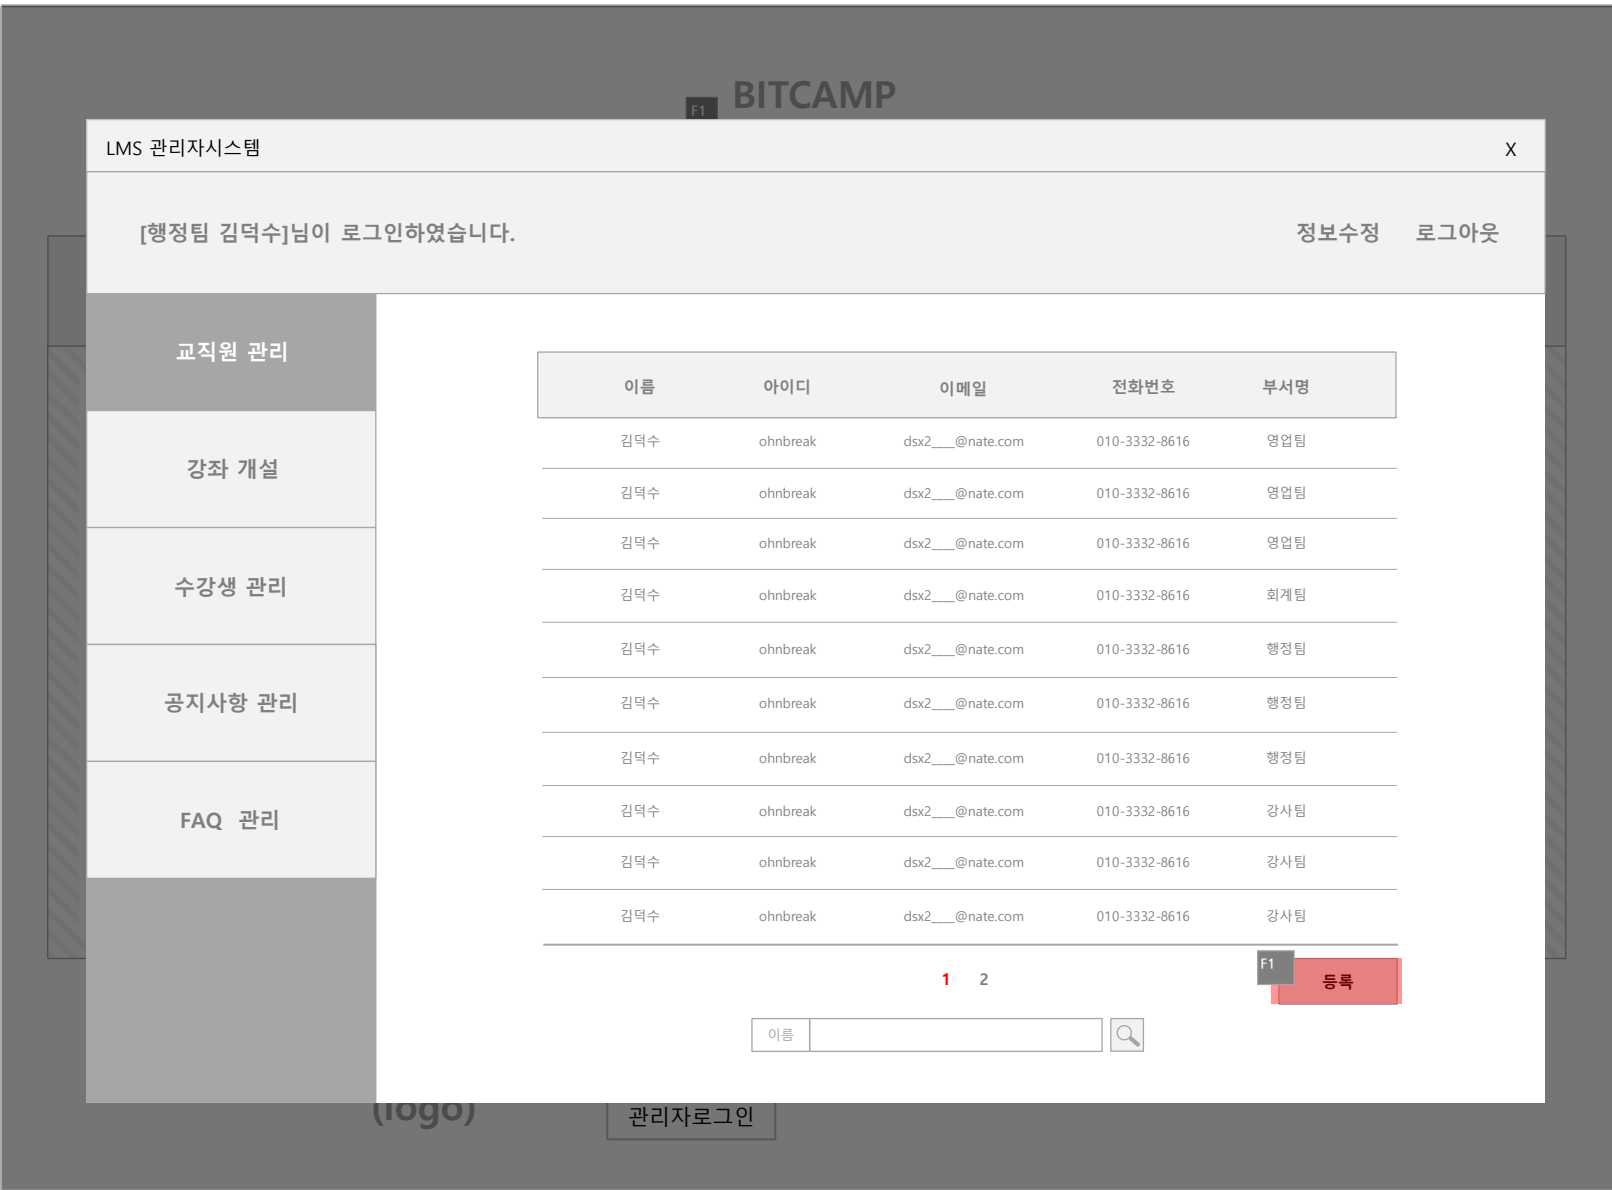 BITCAMP
F1
LMS 관리자시스템 X
[행정팀 김덕수]님이 로그인하였습니다. 정보수정 로그아웃
교직원 관리
강좌 개설
수강생 관리
공지사항 관리
FAQ 관리
이름 아이디 이메일 전화번호 부서명
김덕수 ohnbreak dsx2___@nate.com 010-3332-8616 영업팀
김덕수 ohnbreak dsx2___@nate.com 010-3332-8616 영업팀
김덕수 ohnbreak dsx2___@nate.com 010-3332-8616 영업팀
김덕수 ohnbreak dsx2___@nate.com 010-3332-8616 회계팀
김덕수 ohnbreak dsx2___@nate.com 010-3332-8616 행정팀
김덕수 ohnbreak dsx2___@nate.com 010-3332-8616 행정팀
김덕수 ohnbreak dsx2___@nate.com 010-3332-8616 행정팀
김덕수 ohnbreak dsx2___@nate.com 010-3332-8616 강사팀
김덕수 ohnbreak dsx2___@nate.com 010-3332-8616 강사팀
김덕수 ohnbreak dsx2___@nate.com 010-3332-8616 강사팀
1 2
F1
등록
이름
(logo)
관리자로그인